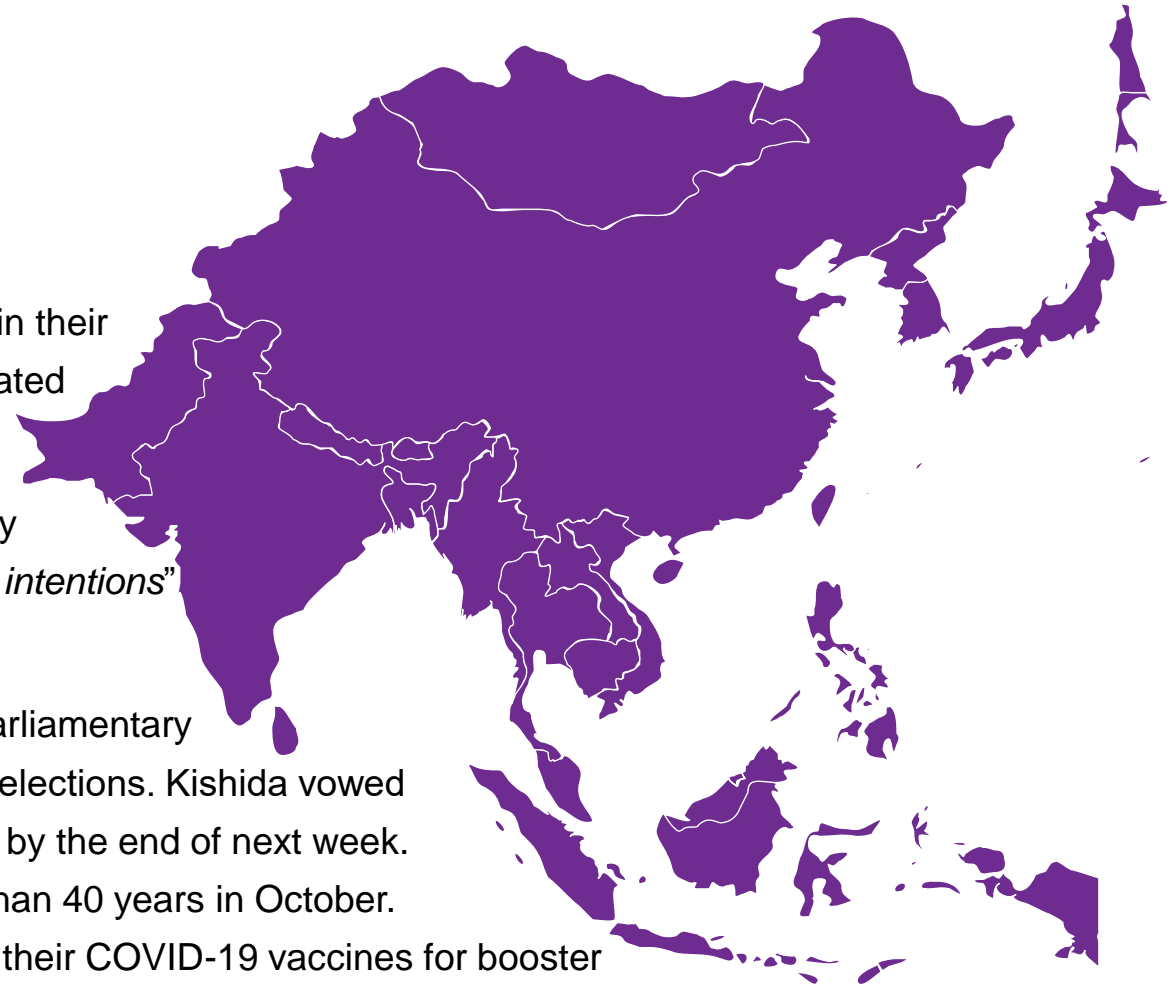 in their
ated
y
intentions”
arliamentary
elections. Kishida vowed
by the end of next week.
han 40 years in October.
their COVID-19 vaccines for booster